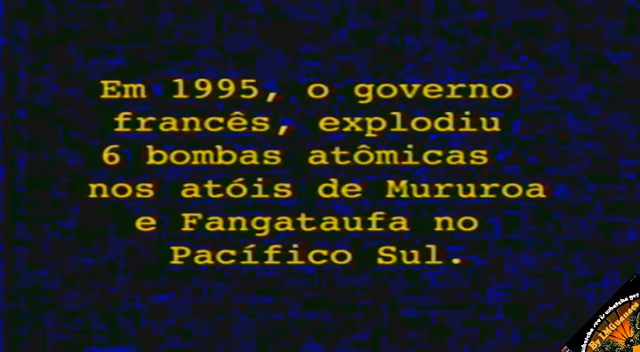 Em 1995, o governo
francês, explodiu
6 bombas atômicas
nos atóis de Mururoa
e Fangataufa no
Pacífico Sul.